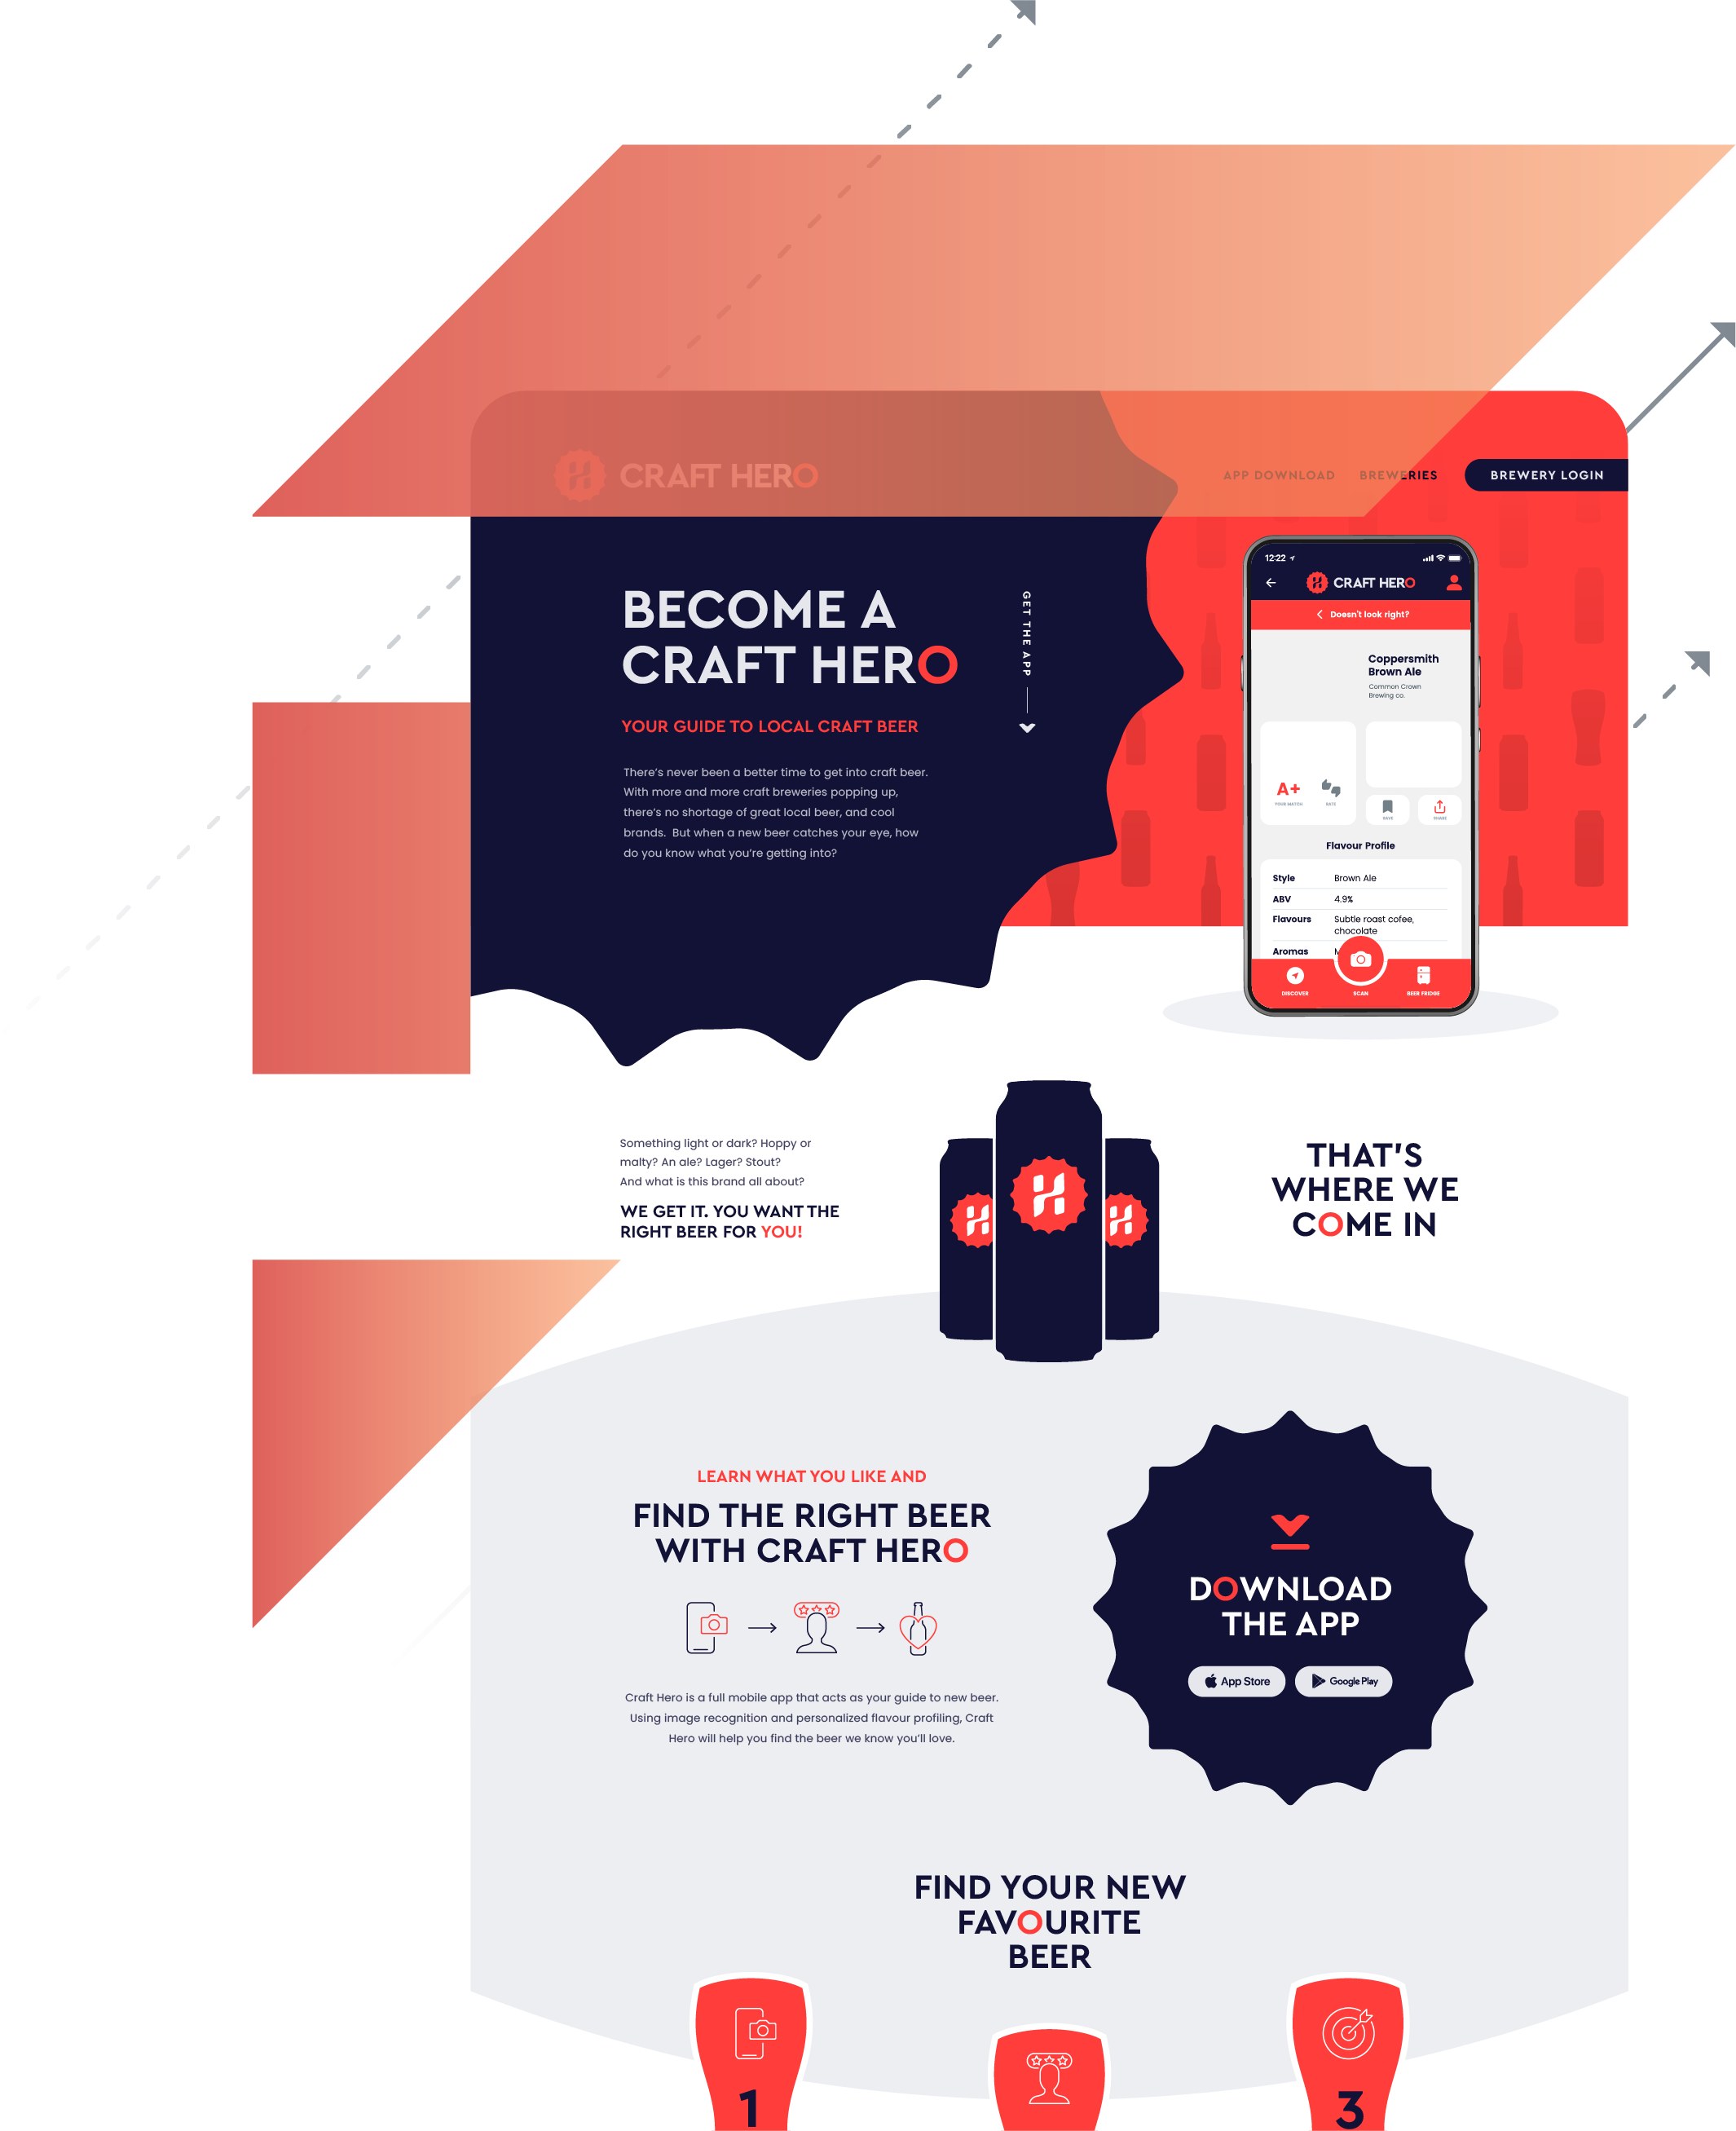 CRAFT HERO
APP DOWNLOAD
BREWERIES
BREWERY LOGIN
BECOME A
CRAFT HERO
YOUR GUIDE TO LOCAL CRAFT BEER
There's never been a better time to get into craft beer.
With more and more craft breweries popping up,
there's no shortage of great local beer, and cool
brands.  But when a new beer catches your eye, how
do you know what you're getting into?
GET THE APP
12:22
CRAFT HERO
Doesn't look right?
Coppersmith
Brown Ale
Common Crown
Brewing co.
A+
YOUR MATCH
RATE
SAVE
SHARE
Flavour Profile
Style Brown Ale
ABV 4.9%
Flavours Subtle roast cofee,
chocolate
Aromas
DISCOVER
SCAN
BEER FRIDGE
Something light or dark? Hoppy or
malty? An ale? Lager? Stout?
And what is this brand all about?
WE GET IT. YOU WANT THE
RIGHT BEER FOR YOU!
THAT'S
WHERE WE
COME IN
LEARN WHAT YOU LIKE AND
FIND THE RIGHT BEER
WITH CRAFT HERO
Craft Hero is a full mobile app that acts as your guide to new beer.
Using image recognition and personalized flavour profiling, Craft
Hero will help you find the beer we know you'll love.
DOWNLOAD
THE APP
App Store
Google Play
FIND YOUR NEW
FAVOURITE
BEER
1
3